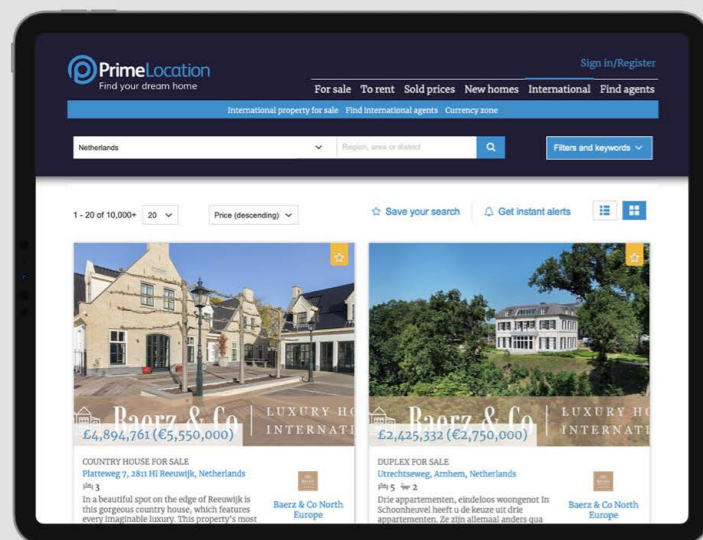 PrimeLocation
Find your dream home
Sign in/Register
For sale To rent Sold prices New homes International Find agents
International property for sale Find international agents Currency zone
Netherlands
Region, area or district
Filters and keywords
1 - 20 of 10,000+
20
Price (descending)
Save your search
Get instant alerts
Baerz & Co
LUXURY HO
INTERNATI
£4,894,761 (€5,550,000)
COUNTRY HOUSE FOR SALE
Platteweg 7, 2811 Hl Reeuwijk, Netherlands
3
In a beautiful spot on the edge of Reeuwijk is
this gorgeous country house, which features
every imaginable luxury. This property's most
Baerz & Co North
Europe
Baerz & Co
LUXURY HO
INTERNATI
£2,425,332 (€2,750,000)
DUPLEX FOR SALE
Utrechtseweg, Arnhem, Netherlands
5 2
Drie appartementen, eindeloos woongenot In
Schoonheuvel heeft u de keuze uit drie
appartementen. Ze zijn allemaal anders qua
Baerz & Co North
Europe